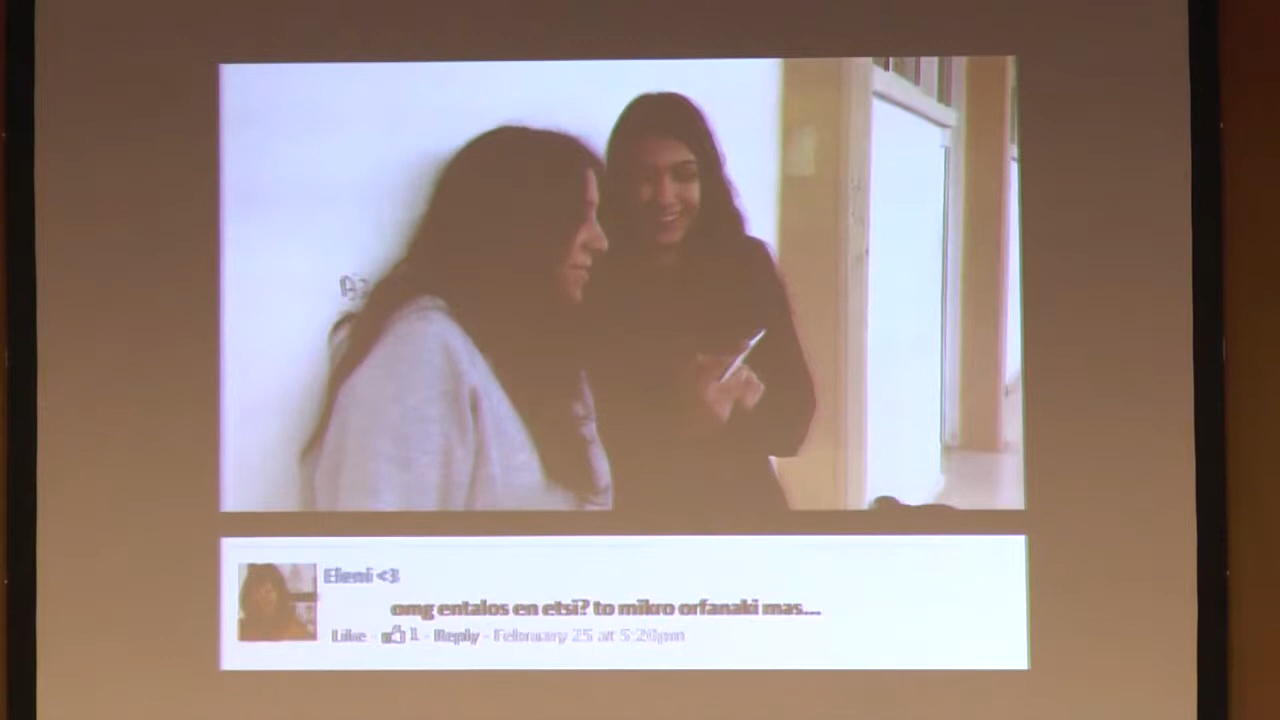 Eleni <3
omg entalos en etsi? to mikro orfanaki mas...
Like - 1 - Reply - February 25 at 5:20pm